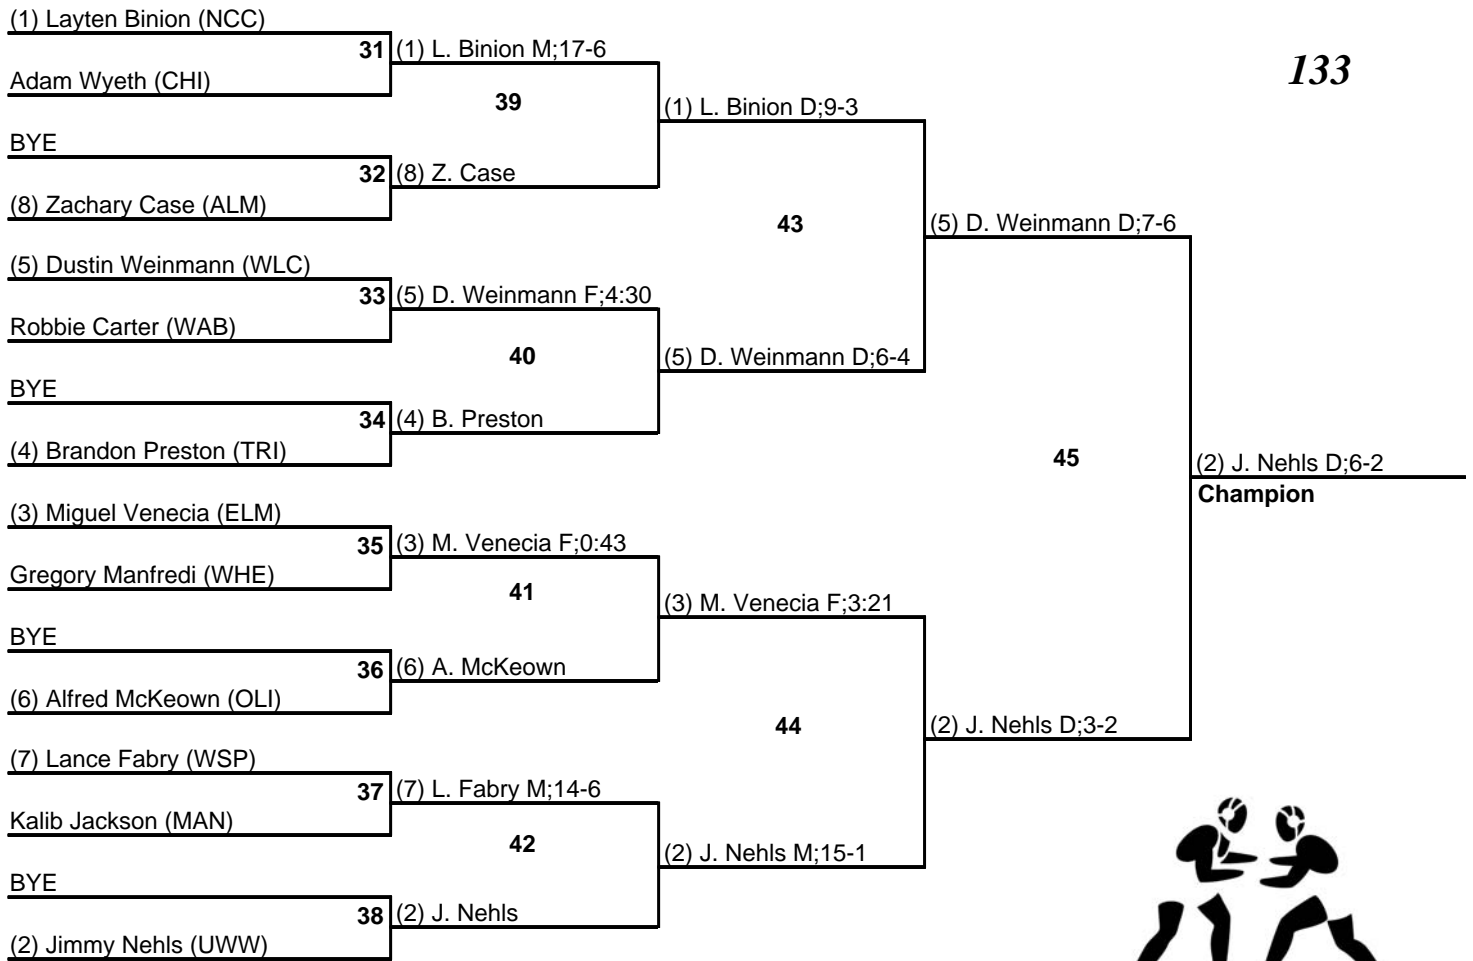 (1) Layten Binion (NCC)
31 (1) L. Binion M;17-6
133
Adam Wyeth (CHI)
39
(1) L. Binion D;9-3
BYE
32 (8) Z. Case
(8) Zachary Case (ALM)
43
(5) D. Weinmann D;7-6
(5) Dustin Weinmann (WLC)
33 (5) D. Weinmann F;4:30
Robbie Carter (WAB)
40
(5) D. Weinmann D;6-4
BYE
34 (4) B. Preston
(4) Brandon Preston (TRI)
45
(2) J. Nehls D;6-2
Champion
(3) Miguel Venecia (ELM)
35 (3) M. Venecia F;0:43
Gregory Manfredi (WHE)
41
(3) M. Venecia F;3:21
BYE
36 (6) A. McKeown
(6) Alfred McKeown (OLI)
44
(2) J. Nehls D;3-2
(7) Lance Fabry (WSP)
37 (7) L. Fabry M;14-6
Kalib Jackson (MAN)
42
(2) J. Nehls M;15-1
BYE
38 (2) J. Nehls
(2) Jimmy Nehls (UWW)